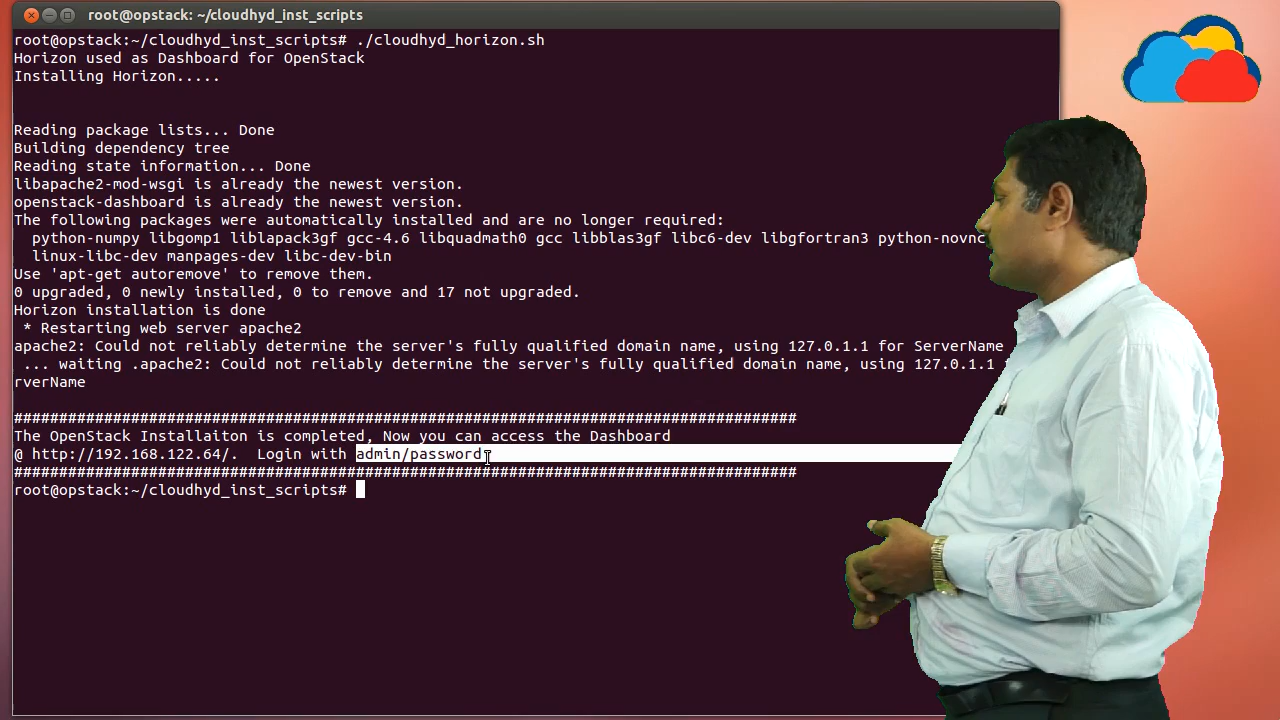 root@opstack: ~/cloudhyd_inst_scripts
root@opstack:~/cloudhyd_inst_scripts# ./cloudhyd_horizon.sh
Horizon used as Dashboard for OpenStack
Installing Horizon.....
Reading package lists... Done
Building dependency tree
Reading state information... Done
libapache2-mod-wsgi is already the newest version.
openstack-dashboard is already the newest version.
The following packages were automatically installed and are no longer required:
python-numpy libgomp1 liblapack3gf gcc-4.6 libquadmath0 gcc libblas3gf libc6-dev libgfortran3 python-novnc
linux-libc-dev manpages-dev libc-dev-bin
Use 'apt-get autoremove' to remove them.
0 upgraded, 0 newly installed, 0 to remove and 17 not upgraded.
Horizon installation is done
* Restarting web server apache2
apache2: Could not reliably determine the server's fully qualified domain name, using 127.0.1.1 for ServerName
... waiting .apache2: Could not reliably determine the server's fully qualified domain name, using 127.0.1.1
rverName
#########################################################################################
The OpenStack Installaiton is completed, Now you can access the Dashboard
@ http://192.168.122.64/.  Login with admin/password
#########################################################################################
root@opstack:~/cloudhyd_inst_scripts#